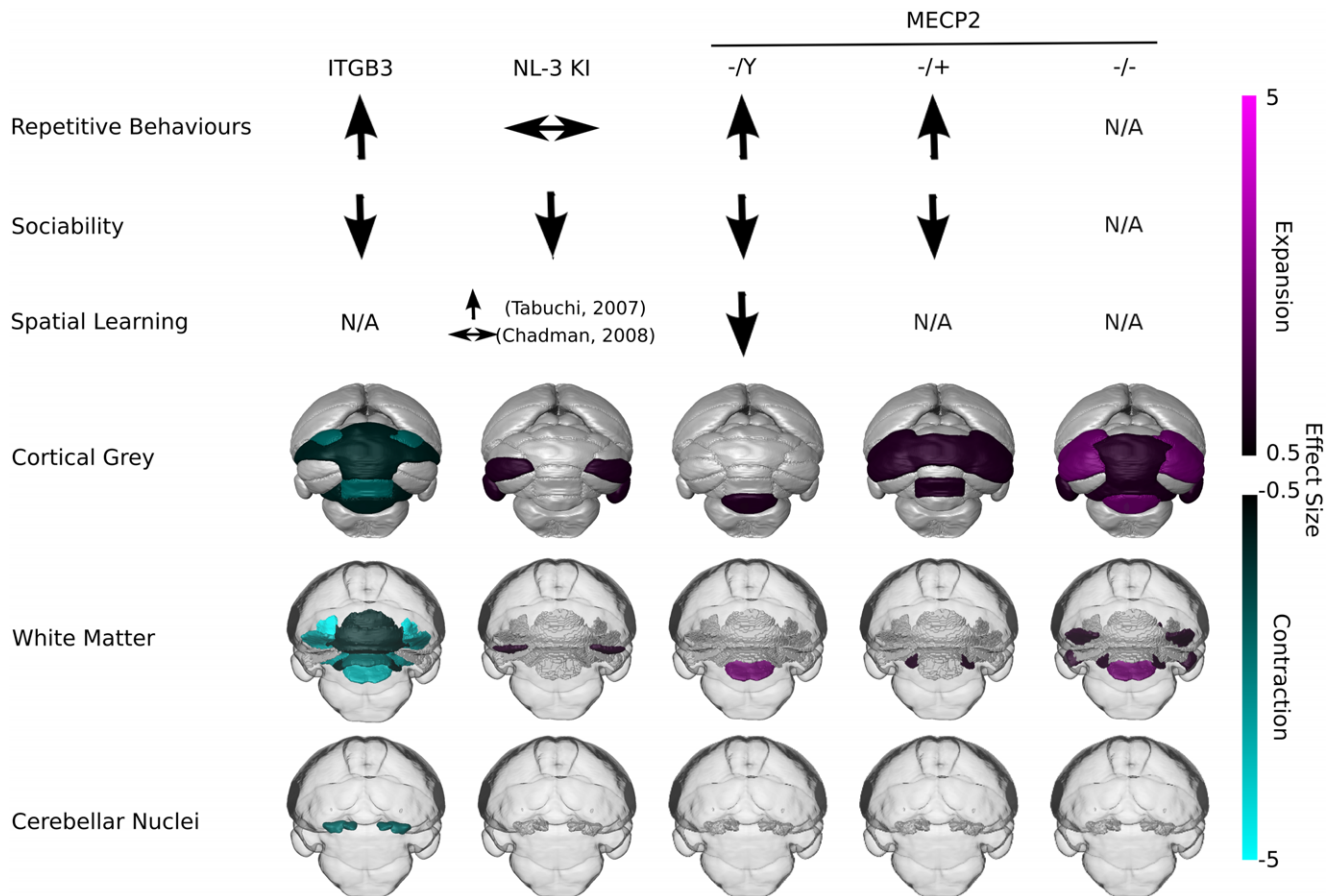 MECP2
ITGB3 NL-3 KI -/Y -/+ -/-
5
Repetitive Behaviours N/A
Sociability N/A
Expansion
Spatial Learning N/A (Tabuchi, 2007) N/A N/A
(Chadman, 2008)
Cortical Grey
0.5
-0.5
Effect Size
White Matter
Contraction
Cerebellar Nuclei
-5